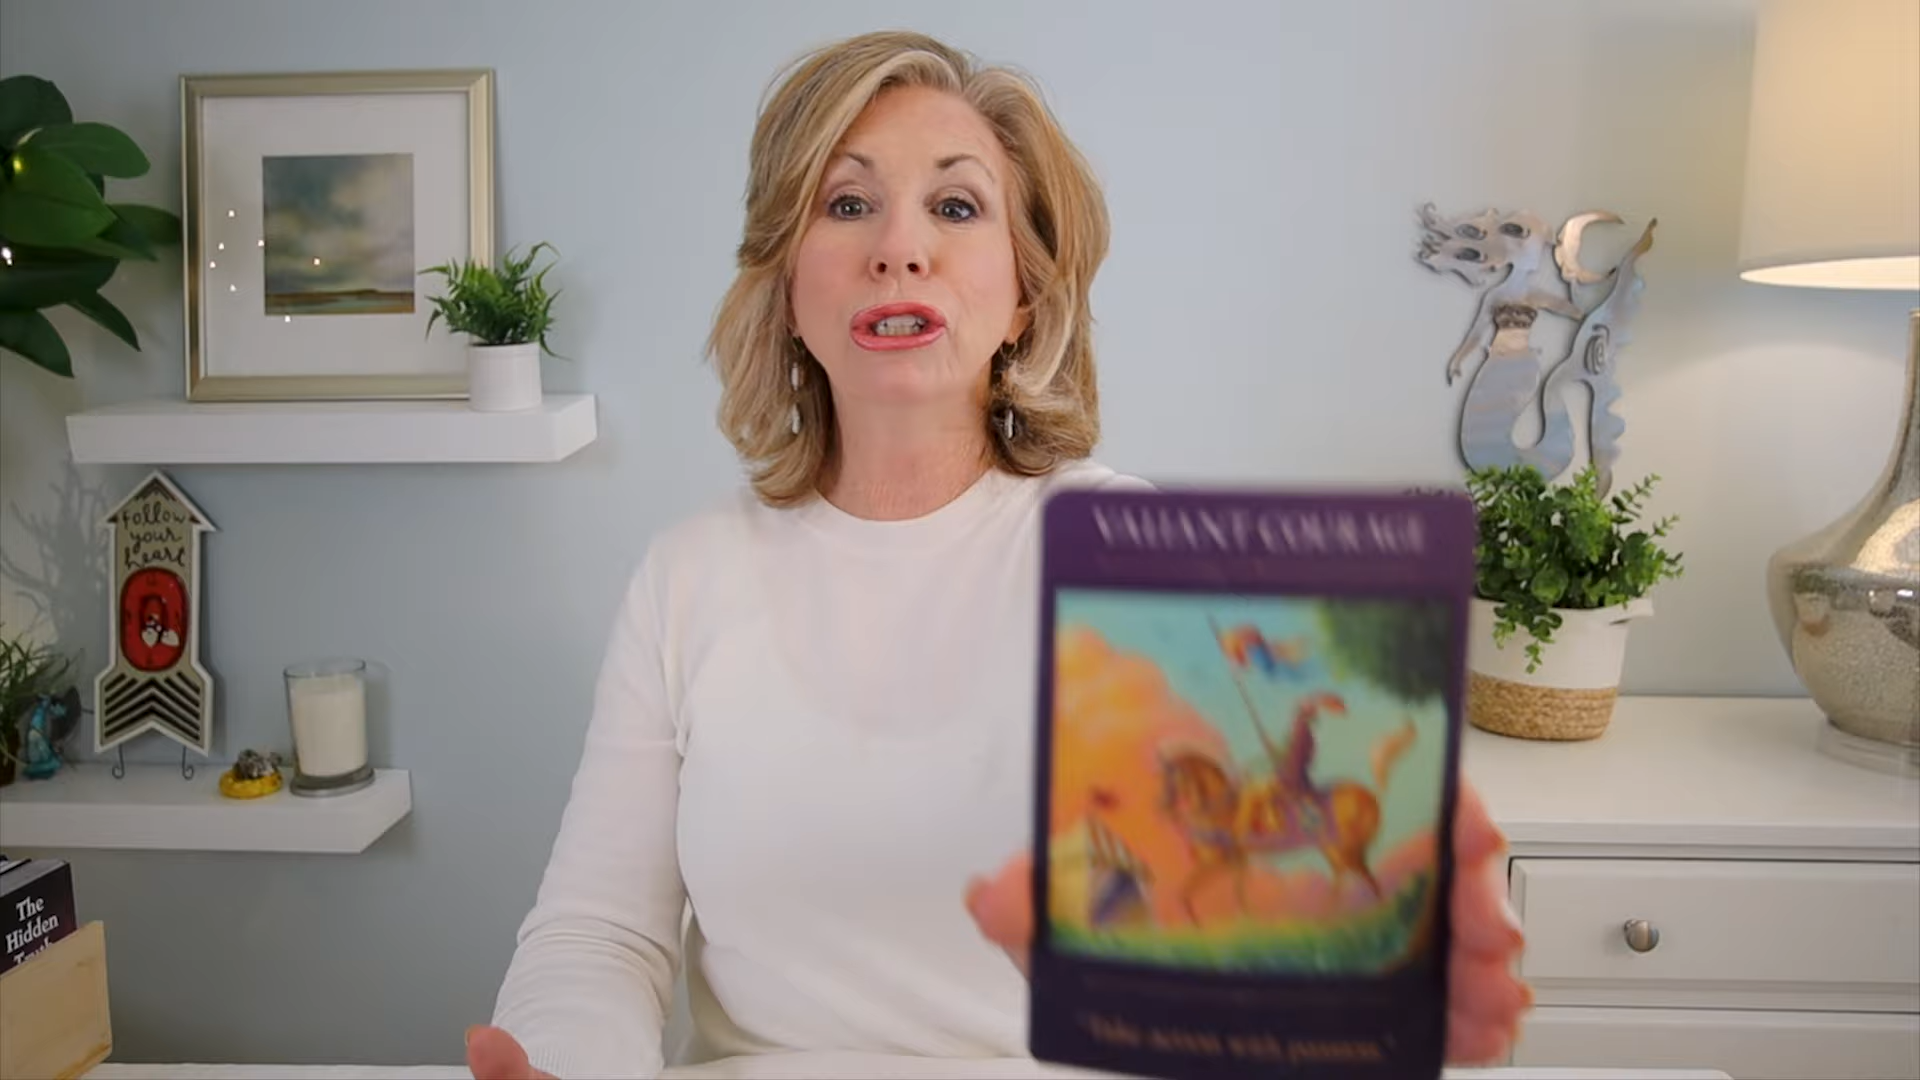 follow
your
heart
The
Hidden
VALIANT COURAGE
"Take action with passion."